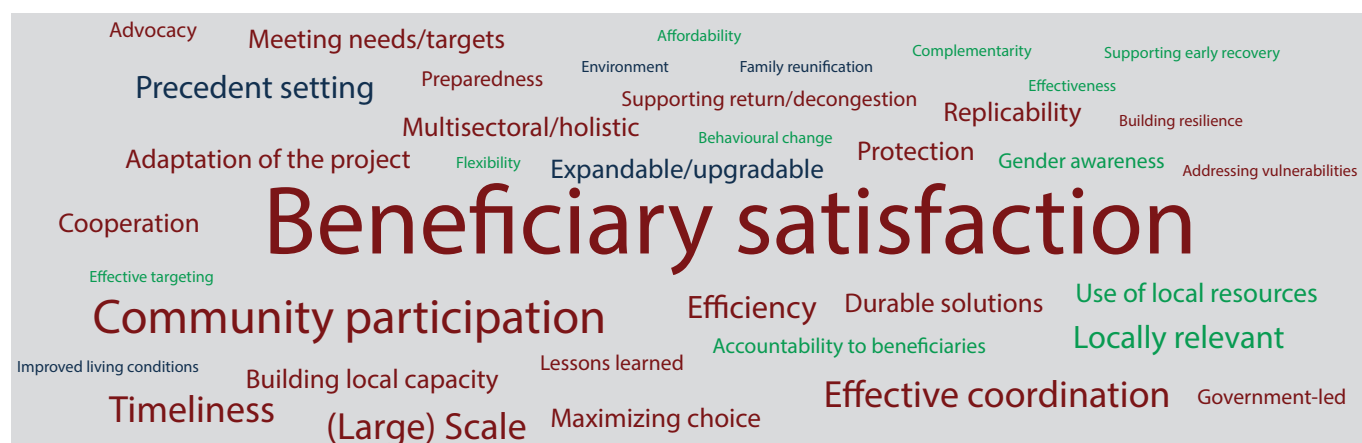 Advocacy
Meeting needs/targets
Affordability
Complementarity
Supporting early recovery
Precedent setting
Preparedness
Environment
Family reunification
Effectiveness
Supporting return/decongestion
Replicability
Building resilience
Multisectoral/holistic
Behavioural change
Protection
Adaptation of the project
Flexibility
Expandable/upgradable
Gender awareness
Addressing vulnerabilities
Cooperation
Beneficiary satisfaction
Effective targeting
Community participation
Efficiency
Durable solutions
Use of local resources
Accountability to beneficiaries
Locally relevant
Improved living conditions
Building local capacity
Lessons learned
Timeliness
(Large) Scale
Maximizing choice
Effective coordination
Government-led